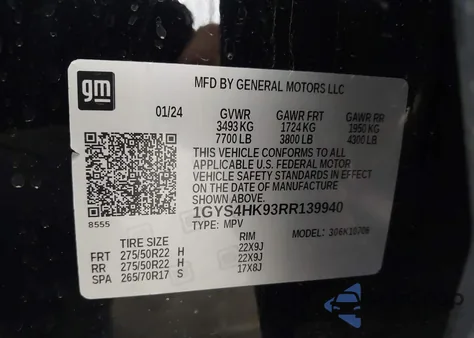 gm
MFD BY GENERAL MOTORS LLC
01/24 GVWR GAWR FRT GAWR RR
3493 KG 1724 KG 1950 KG
7700 LB 3800 LB 4300 LB
THIS VEHICLE CONFORMS TO ALL
APPLICABLE U.S. FEDERAL MOTOR
VEHICLE SAFETY STANDARDS IN EFFECT
ON THE DATE OF MANUFACTURE
SHOWN ABOVE.
8555
1GYS4HK93RR139940
TYPE: MPV MODEL: 306K10706
TIRE SIZE RIM
FRT 275/50R22 H 22X9J
RR 275/50R22 H 22X9J
SPA 265/70R17 S 17X8J